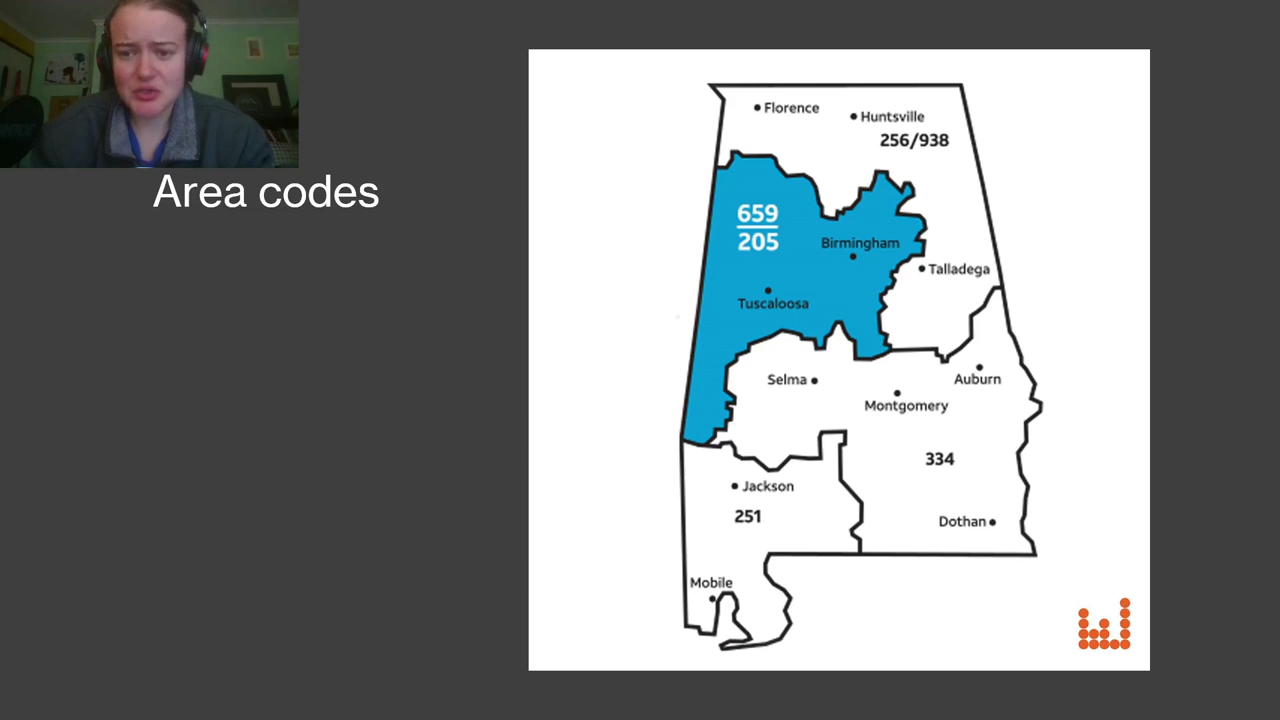 Area codes
Florence
Huntsville
256/938
659
205
Birmingham
Talladega
Tuscaloosa
Selma
Auburn
Montgomery
334
Jackson
251
Dothan
Mobile